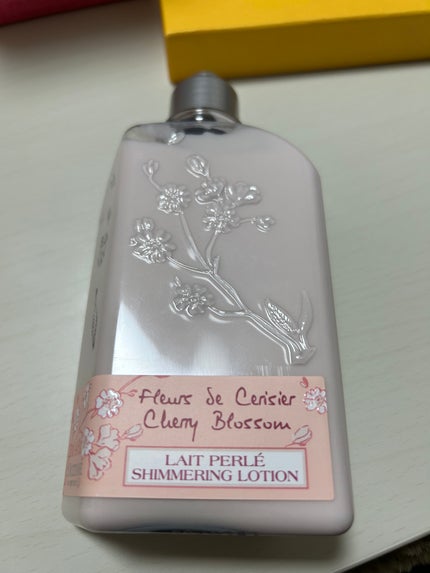 Fleurs de Cerisier
Cherry Blossom
LAIT PERLÉ
SHIMMERING LOTION